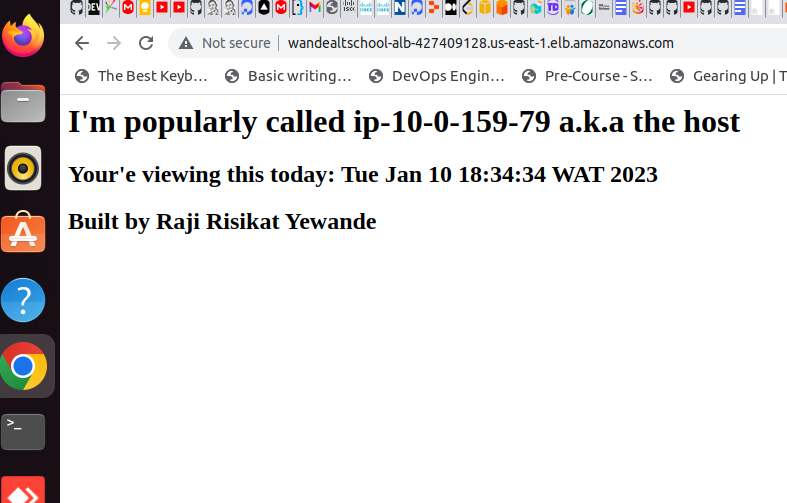 Not secure | wandealtschool-alb-427409128.us-east-1.elb.amazonaws.com
The Best Keyb... Basic writing... DevOps Engin... Pre-Course - S... Gearing Up | T
I'm popularly called ip-10-0-159-79 a.k.a the host
Your'e viewing this today: Tue Jan 10 18:34:34 WAT 2023
Built by Raji Risikat Yewande